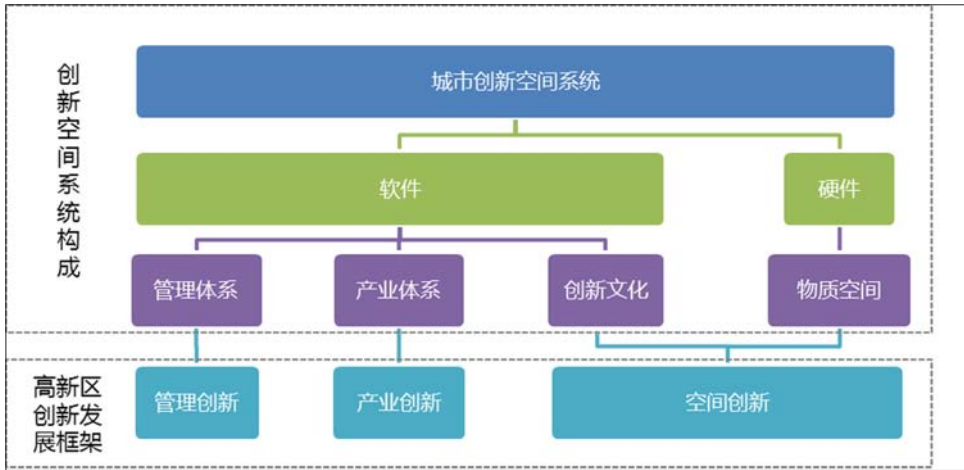 创新空间系统构成
城市创新空间系统
软件
硬件
管理体系
产业体系
创新文化
物质空间
高新区
创新发
展框架
管理创新
产业创新
空间创新